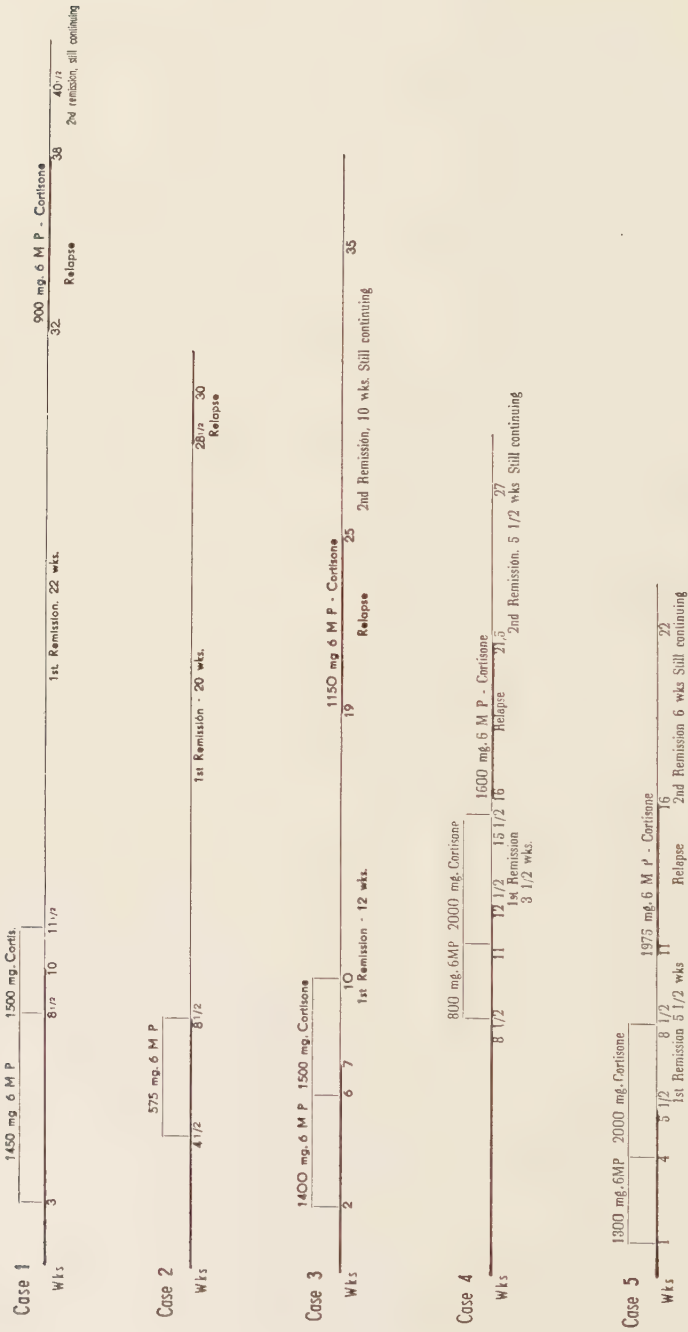 Case 1
1450 mg. 6 M P 1500 mg. Cortis. 900 mg. 6 M P - Cortisone
Wks 3 8 1/2 10 11 1/2 32 38 40 1/2
1st. Remission. 22 wks. Relapse 2nd remission, still continuing
Case 2
575 mg. 6 M P
Wks 4 1/2 8 1/2 28 1/2 30
1st Remission - 20 wks. Relapse
Case 3
1400 mg. 6 M P 1500 mg. Cortisone 1150 mg 6 M P - Cortisone
Wks 2 6 7 10 19 25 35
1st Remission - 12 wks. Relapse 2nd Remission, 10 wks. Still continuing
Case 4
800 mg. 6MP 2000 mg. Cortisone 1600 mg. 6 M P - Cortisone
Wks 8 1/2 11 12 1/2 15 1/2 16 21,5 27
1st Remission Relapse 2nd Remission. 5 1/2 wks Still continuing
3 1/2 wks.
Case 5
1300 mg. 6MP 2000 mg. Cortisone 1975 mg. 6 M P - Cortisone
Wks 1 4 5 1/2 8 1/2 11 16 22
1st Remission 5 1/2 wks Relapse 2nd Remission 6 wks Still continuing